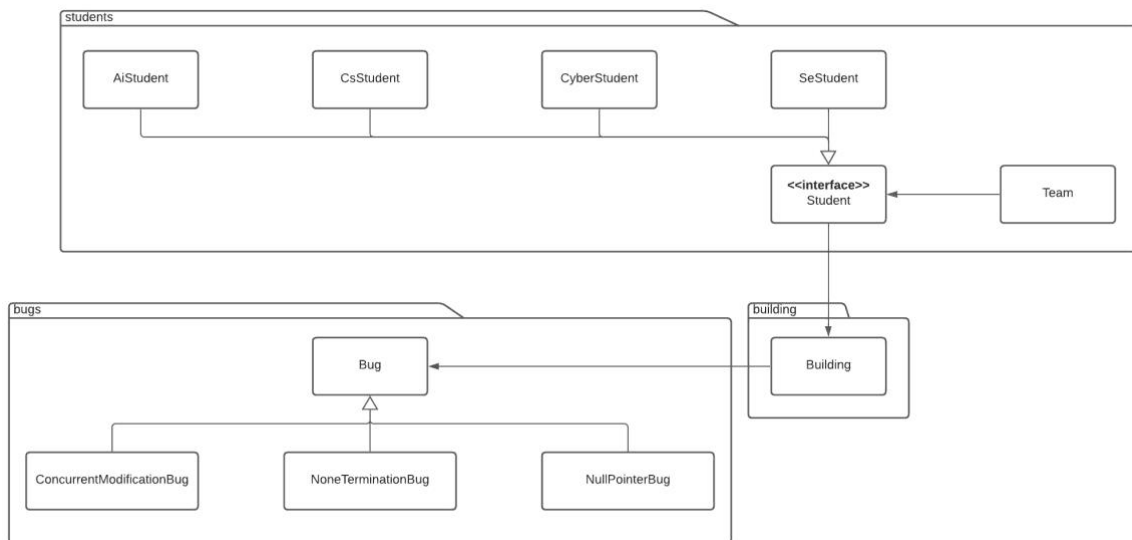 students
AiStudent
CsStudent
CyberStudent
SeStudent
<<interface>>
Student
Team
bugs
building
Bug
Building
ConcurrentModificationBug
NoneTerminationBug
NullPointerBug